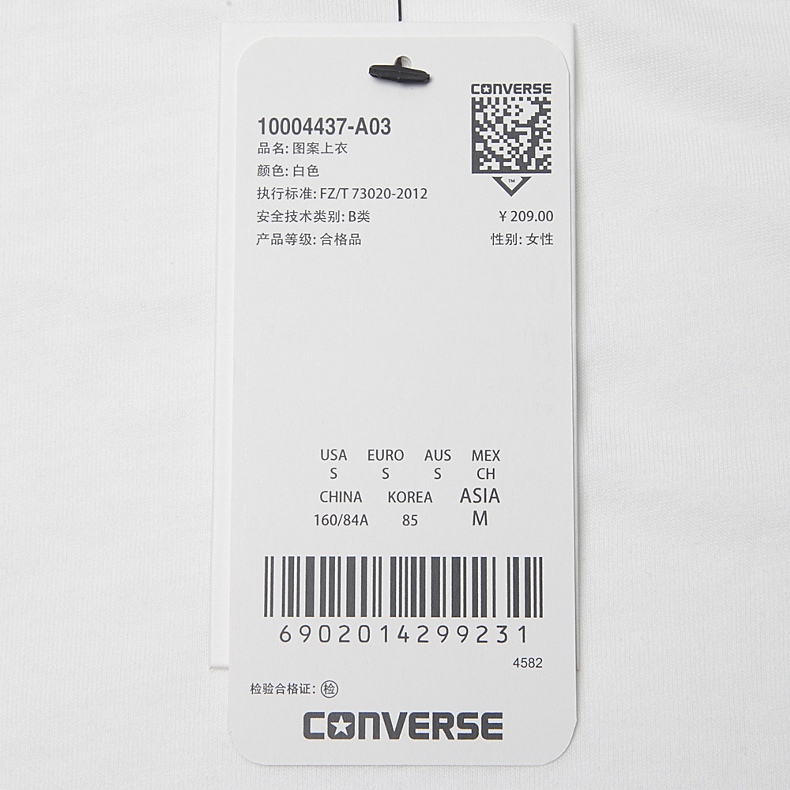 CONVERSE
10004437-A03
品名: 图案上衣
颜色: 白色
执行标准: FZ/T 73020-2012
安全技术类别: B类
¥ 209.00
产品等级: 合格品
性别: 女性
™
USA EURO AUS MEX
S S S CH
CHINA KOREA ASIA
160/84A 85 M
6902014299231
4582
检验合格证: 检
CONVERSE